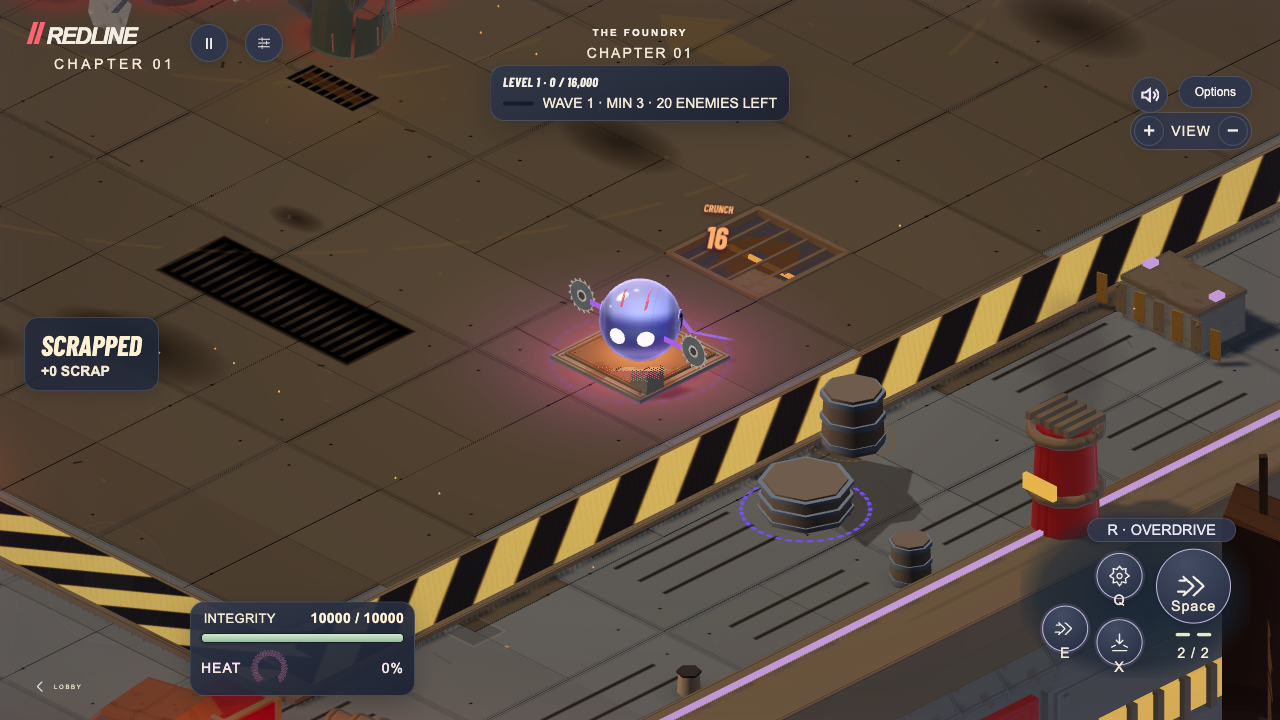 REDLINE
CHAPTER 01
THE FOUNDRY
CHAPTER 01
LEVEL 1 · 0 / 16,000
WAVE 1 · MIN 3 · 20 ENEMIES LEFT
Options
+ VIEW −
CRUNCH
16
SCRAPPED
+0 SCRAP
R · OVERDRIVE
Q
Space
E
X
2 / 2
INTEGRITY 10000 / 10000
HEAT 0%
LOBBY